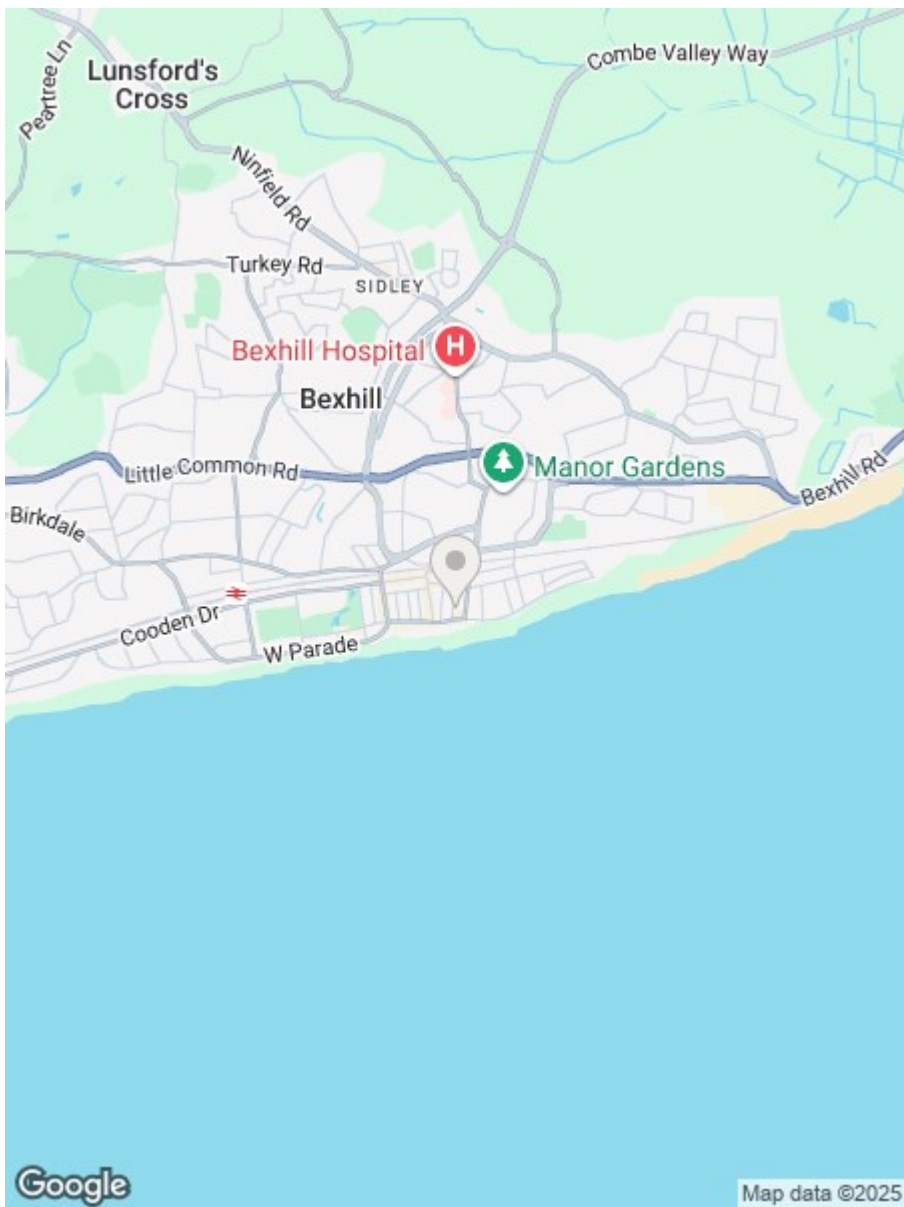 Combe Valley Way
Peartree Ln
Lunsford's
Cross
Ninfield Rd
Turkey Rd
SIDLEY
Bexhill Hospital
H
Bexhill
Little Common Rd
Manor Gardens
Bexhill Rd
Birkdale
Cooden Dr
W Parade
Google
Map data ©2025